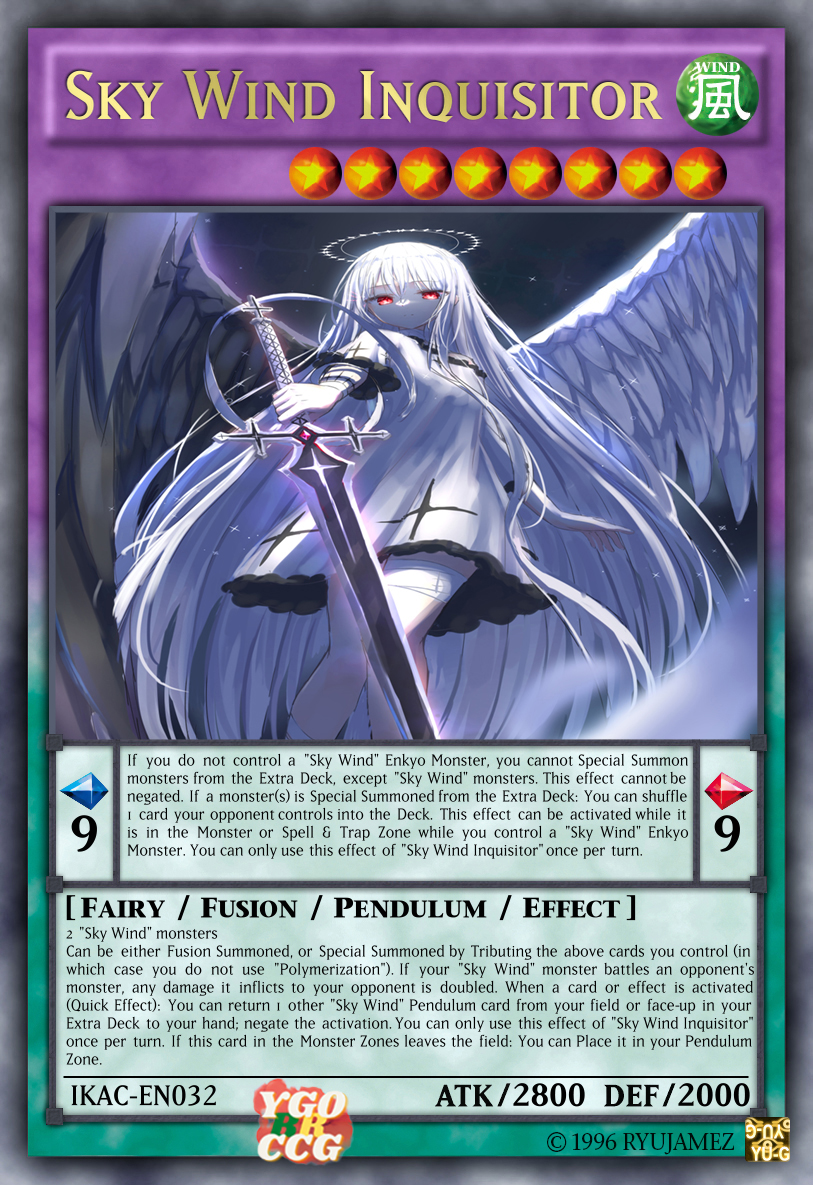 Sky Wind Inquisitor
WIND
風
If you do not control a "Sky Wind" Enkyo Monster, you cannot Special Summon
monsters from the Extra Deck, except "Sky Wind" monsters. This effect cannot be
negated. If a monster(s) is Special Summoned from the Extra Deck: You can shuffle
1 card your opponent controls into the Deck. This effect can be activated while it
is in the Monster or Spell & Trap Zone while you control a "Sky Wind" Enkyo
Monster. You can only use this effect of "Sky Wind Inquisitor" once per turn.
9
9
[ Fairy / Fusion / Pendulum / Effect ]
2 "Sky Wind" monsters
Can be either Fusion Summoned, or Special Summoned by Tributing the above cards you control (in
which case you do not use "Polymerization"). If your "Sky Wind" monster battles an opponent's
monster, any damage it inflicts to your opponent is doubled. When a card or effect is activated
(Quick Effect): You can return 1 other "Sky Wind" Pendulum card from your field or face-up in your
Extra Deck to your hand; negate the activation. You can only use this effect of "Sky Wind Inquisitor"
once per turn. If this card in the Monster Zones leaves the field: You can Place it in your Pendulum
Zone.
IKAC-EN032
ATK/2800 DEF/2000
YGO
RR
CCG
© 1996 RYUJAMEZ